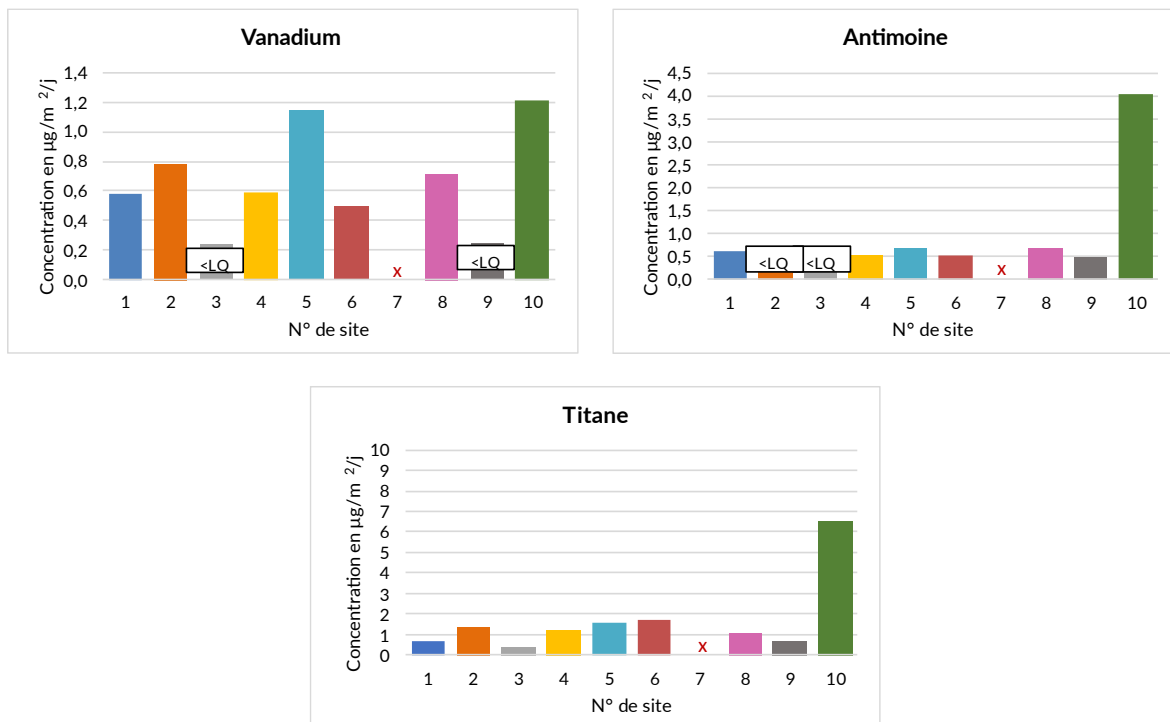 Vanadium
Concentration en µg/m ²/j
1,4
1,2
1,0
0,8
0,6
0,4
0,2
0,0
<LQ
x
<LQ
1 2 3 4 5 6 7 8 9 10
N° de site
Antimoine
Concentration en µg/m ²/j
4,5
4,0
3,5
3,0
2,5
2,0
1,5
1,0
0,5
0,0
<LQ <LQ
x
1 2 3 4 5 6 7 8 9 10
N° de site
Titane
Concentration en µg/m ²/j
10
9
8
7
6
5
4
3
2
1
0
x
1 2 3 4 5 6 7 8 9 10
N° de site